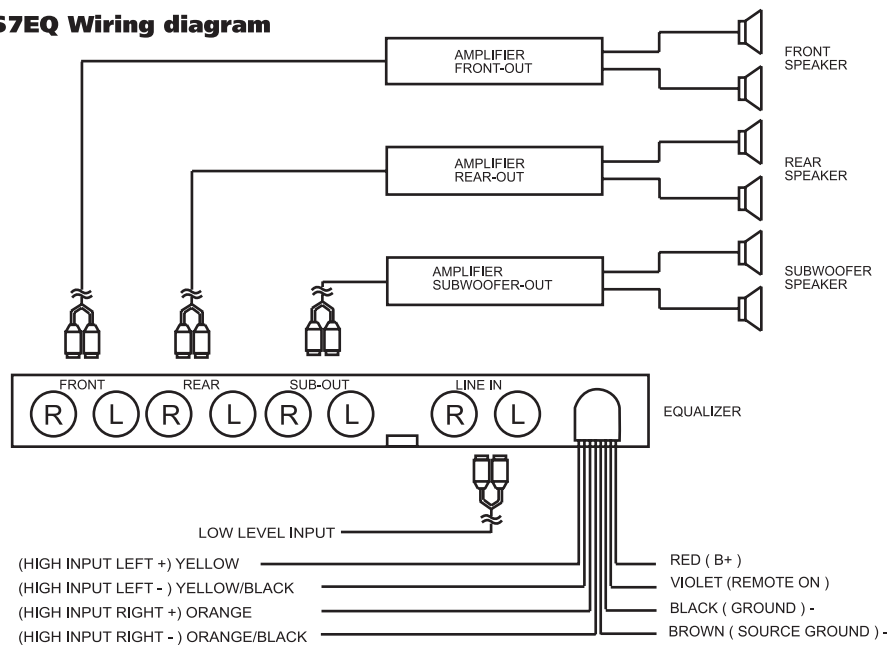 S7EQ Wiring diagram
AMPLIFIER
FRONT-OUT
FRONT
SPEAKER
AMPLIFIER
REAR-OUT
REAR
SPEAKER
AMPLIFIER
SUBWOOFER-OUT
SUBWOOFER
SPEAKER
FRONT REAR SUB-OUT LINE IN
R L R L R L R L
EQUALIZER
LOW LEVEL INPUT
(HIGH INPUT LEFT +) YELLOW
(HIGH INPUT LEFT - ) YELLOW/BLACK
(HIGH INPUT RIGHT +) ORANGE
(HIGH INPUT RIGHT - ) ORANGE/BLACK
RED ( B+ )
VIOLET (REMOTE ON )
BLACK ( GROUND ) -
BROWN ( SOURCE GROUND ) -